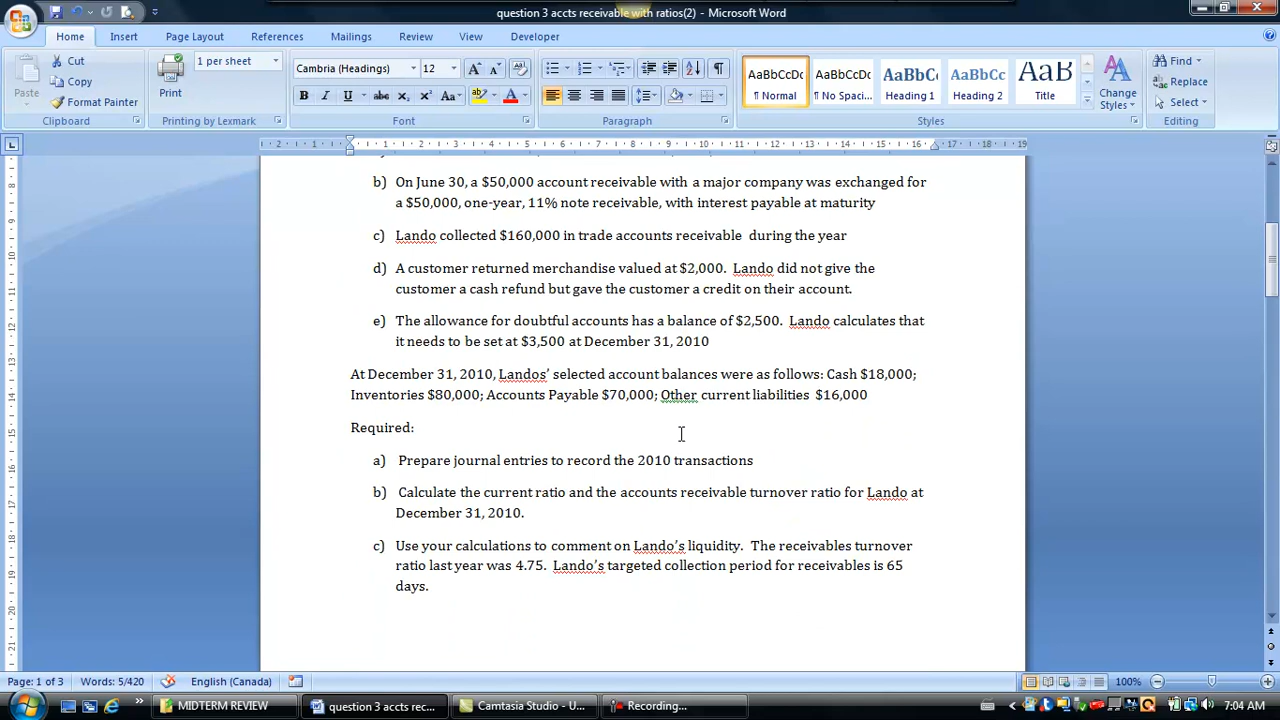 question 3 accts receivable with ratios(2) - Microsoft Word
Home Insert Page Layout References Mailings Review View Developer
Cut
Copy
Format Painter
Paste
Clipboard
Print
1 per sheet
Printing by Lexmark
Cambria (Headings) 12
Font
Paragraph
AaBbCcDc AaBbCcDc AaBbCc AaBbCc AaB
¶ Normal ¶ No Spaci... Heading 1 Heading 2 Title
Change Styles
Styles
Find
Replace
Select
Editing
b) On June 30, a $50,000 account receivable with a major company was exchanged for
a $50,000, one-year, 11% note receivable, with interest payable at maturity
c) Lando collected $160,000 in trade accounts receivable during the year
d) A customer returned merchandise valued at $2,000. Lando did not give the
customer a cash refund but gave the customer a credit on their account.
e) The allowance for doubtful accounts has a balance of $2,500. Lando calculates that
it needs to be set at $3,500 at December 31, 2010
At December 31, 2010, Landos' selected account balances were as follows: Cash $18,000;
Inventories $80,000; Accounts Payable $70,000; Other current liabilities $16,000
Required:
a) Prepare journal entries to record the 2010 transactions
b) Calculate the current ratio and the accounts receivable turnover ratio for Lando at
December 31, 2010.
c) Use your calculations to comment on Lando's liquidity. The receivables turnover
ratio last year was 4.75. Lando's targeted collection period for receivables is 65
days.
Page: 1 of 3 Words: 5/420 English (Canada) 100%
MIDTERM REVIEW question 3 accts rec... Camtasia Studio - U... Recording... 7:04 AM